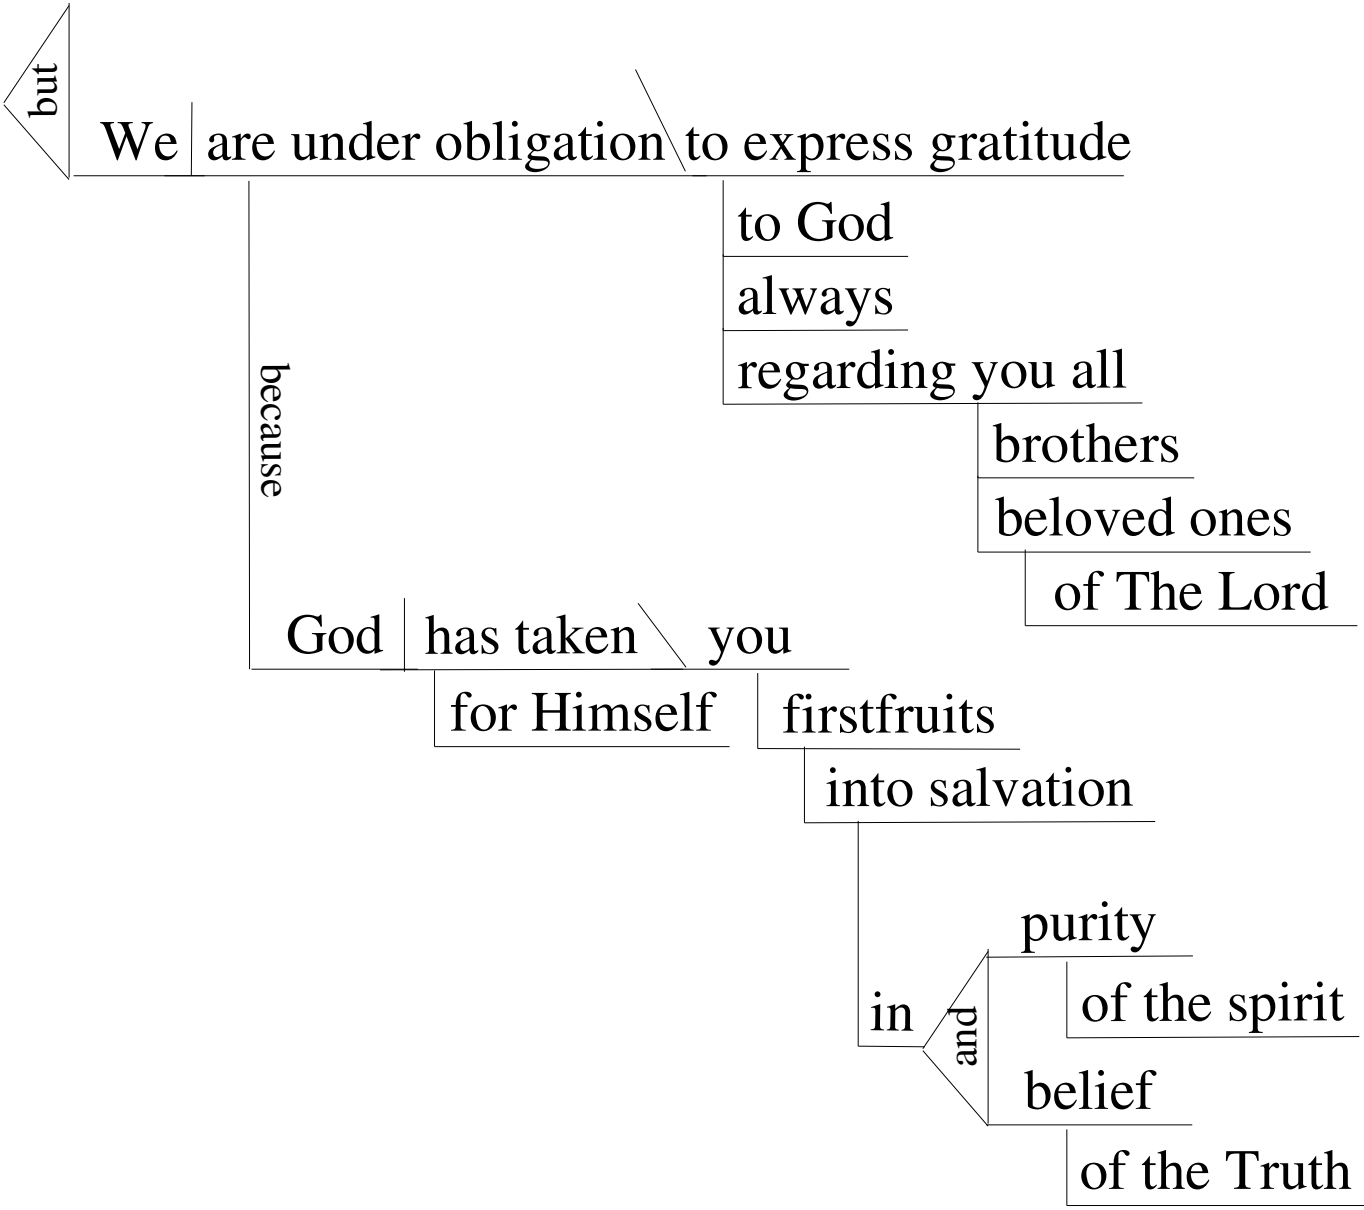 but
We are under obligation to express gratitude
to God
always
regarding you all
brothers
beloved ones
of The Lord
because
God has taken you
for Himself firstfruits
into salvation
purity
of the spirit
in
and
belief
of the Truth